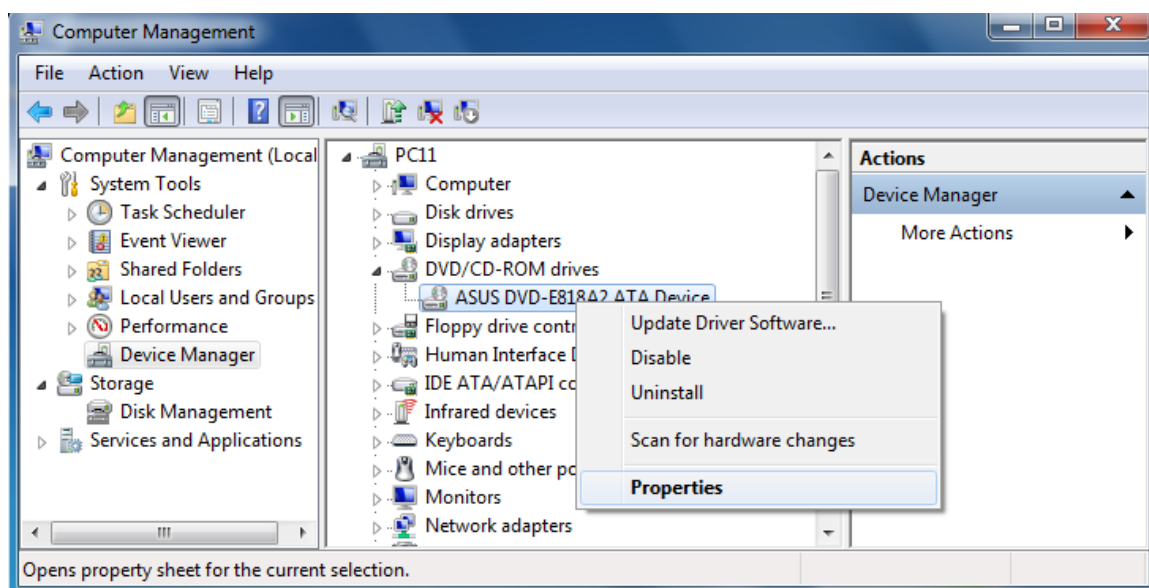 Computer Management
File Action View Help
Computer Management (Local
System Tools
Task Scheduler
Event Viewer
Shared Folders
Local Users and Groups
Performance
Device Manager
Storage
Disk Management
Services and Applications
PC11
Computer
Disk drives
Display adapters
DVD/CD-ROM drives
ASUS DVD-E818A2 ATA Device
Floppy drive contr
Human Interface D
IDE ATA/ATAPI co
Infrared devices
Keyboards
Mice and other po
Monitors
Network adapters
Update Driver Software...
Disable
Uninstall
Scan for hardware changes
Properties
Actions
Device Manager
More Actions
Opens property sheet for the current selection.